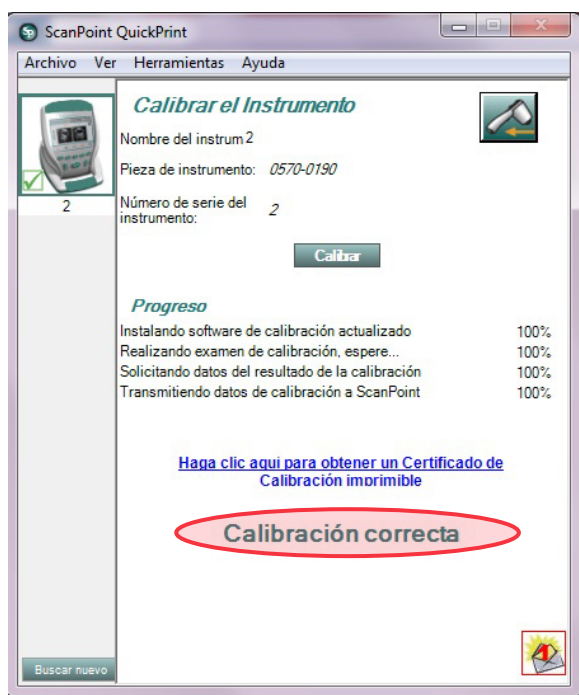 ScanPoint QuickPrint
Archivo Ver Herramientas Ayuda
Calibrar el Instrumento
Nombre del instrum 2
Pieza de instrumento: 0570-0190
2
Número de serie del
instrumento: 2
Calibrar
Progreso
Instalando software de calibración actualizado 100%
Realizando examen de calibración, espere... 100%
Solicitando datos del resultado de la calibración 100%
Transmitiendo datos de calibración a ScanPoint 100%
Haga clic aqui para obtener un Certificado de
Calibración imprimible
Calibración correcta
Buscar nuevo